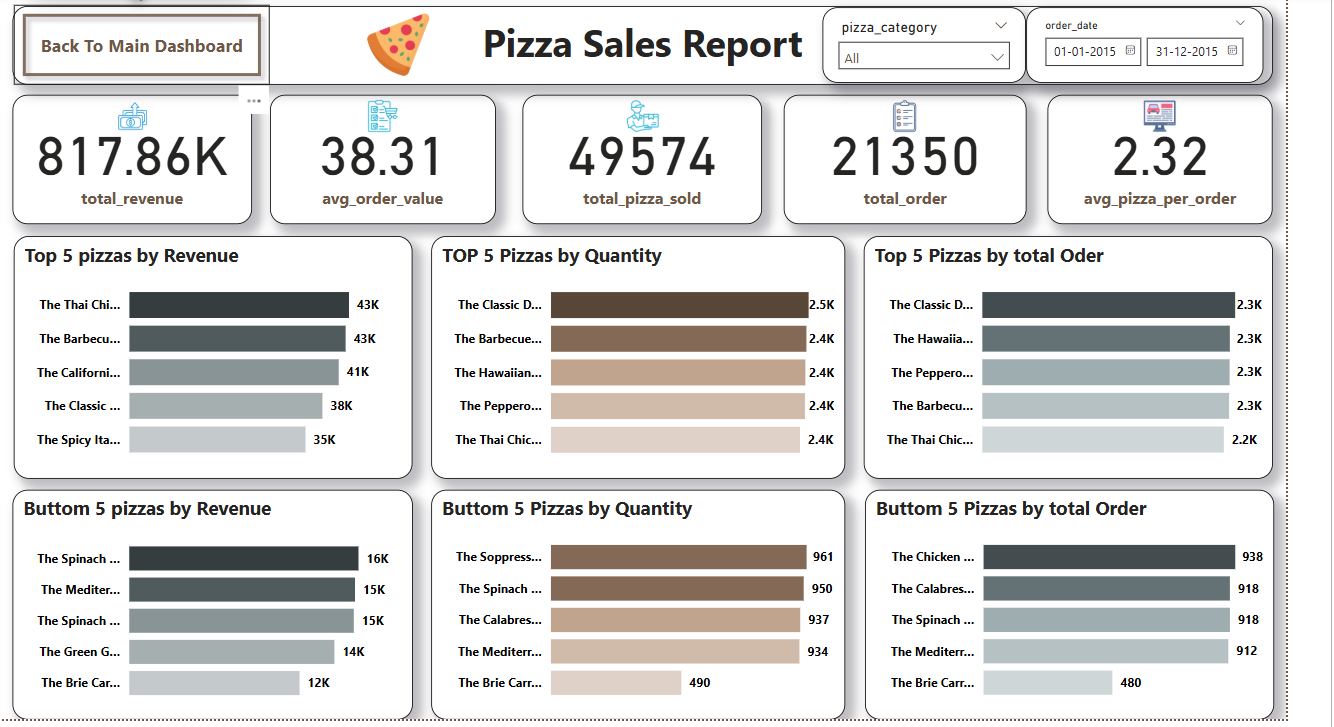 Back To Main Dashboard
Pizza Sales Report
pizza_category
All
order_date
01-01-2015
31-12-2015
817.86K
total_revenue
38.31
avg_order_value
49574
total_pizza_sold
21350
total_order
2.32
avg_pizza_per_order
Top 5 pizzas by Revenue
The Thai Chi... 43K
The Barbecu... 43K
The Californi... 41K
The Classic ... 38K
The Spicy Ita... 35K
TOP 5 Pizzas by Quantity
The Classic D... 2.5K
The Barbecue... 2.4K
The Hawaiian... 2.4K
The Peppero... 2.4K
The Thai Chic... 2.4K
Top 5 Pizzas by total Oder
The Classic D... 2.3K
The Hawaiia... 2.3K
The Peppero... 2.3K
The Barbecu... 2.3K
The Thai Chic... 2.2K
Buttom 5 pizzas by Revenue
The Spinach ... 16K
The Mediter... 15K
The Spinach ... 15K
The Green G... 14K
The Brie Car... 12K
Buttom 5 Pizzas by Quantity
The Soppress... 961
The Spinach ... 950
The Calabres... 937
The Mediterr... 934
The Brie Carr... 490
Buttom 5 Pizzas by total Order
The Chicken ... 938
The Calabres... 918
The Spinach ... 918
The Mediterr... 912
The Brie Carr... 480